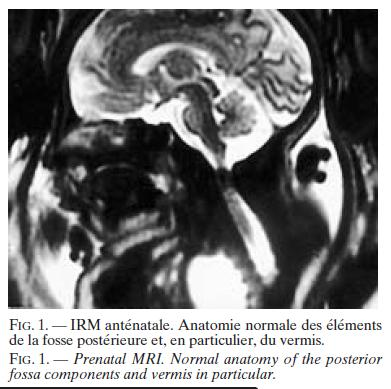 FIG. 1. — IRM anténatale. Anatomie normale des éléments
de la fosse postérieure et, en particulier, du vermis.
FIG. 1. — Prenatal MRI. Normal anatomy of the posterior
fossa components and vermis in particular.